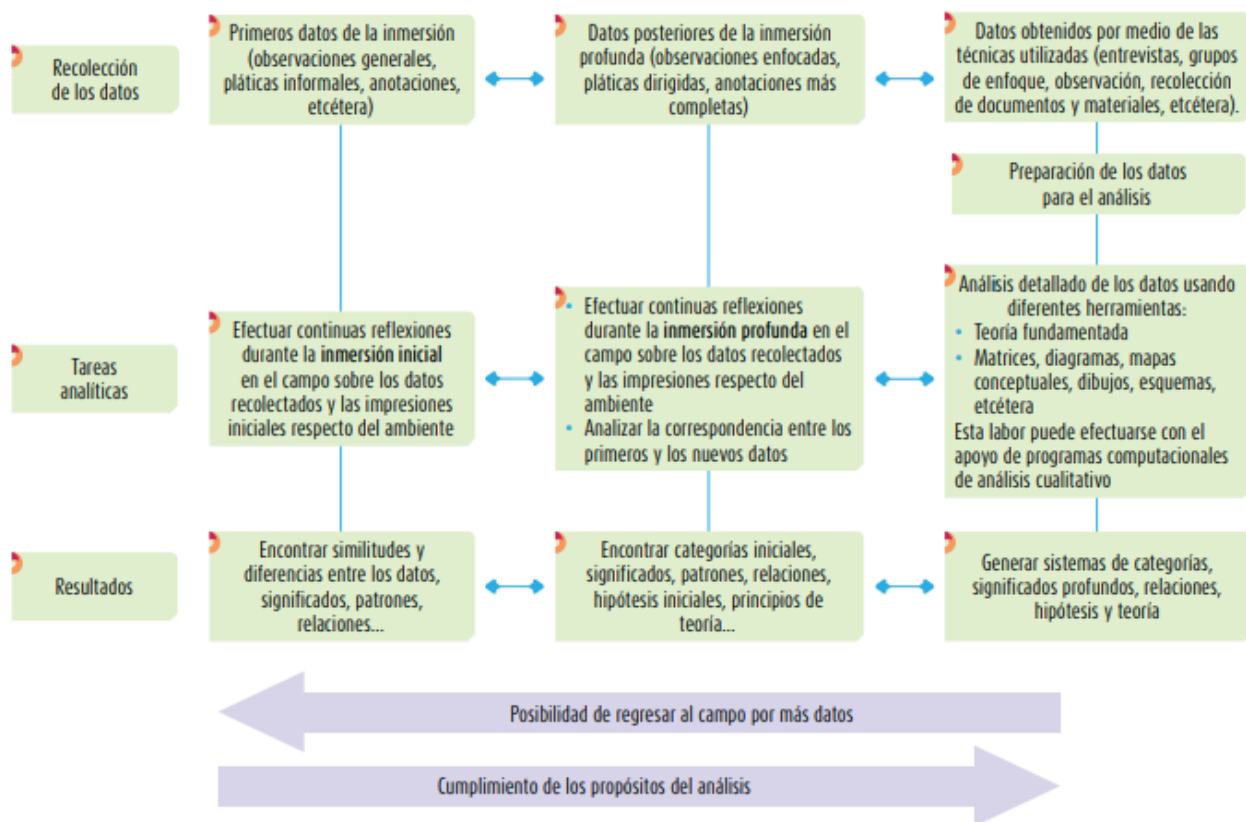 Recolección
de los datos
Primeros datos de la inmersión
(observaciones generales,
pláticas informales, anotaciones,
etcétera)
Datos posteriores de la inmersión
profunda (observaciones enfocadas,
pláticas dirigidas, anotaciones más
completas)
Datos obtenidos por medio de las
técnicas utilizadas (entrevistas, grupos
de enfoque, observación, recolección
de documentos y materiales, etcétera).
Preparación de los datos
para el análisis
Tareas
analíticas
Efectuar continuas reflexiones
durante la inmersión inicial
en el campo sobre los datos
recolectados y las impresiones
iniciales respecto del ambiente
• Efectuar continuas reflexiones
durante la inmersión profunda en el
campo sobre los datos recolectados
y las impresiones respecto del
ambiente
• Analizar la correspondencia entre los
primeros y los nuevos datos
Análisis detallado de los datos usando
diferentes herramientas:
• Teoría fundamentada
• Matrices, diagramas, mapas
conceptuales, dibujos, esquemas,
etcétera
Esta labor puede efectuarse con el
apoyo de programas computacionales
de análisis cualitativo
Resultados
Encontrar similitudes y
diferencias entre los datos,
significados, patrones,
relaciones...
Encontrar categorías iniciales,
significados, patrones, relaciones,
hipótesis iniciales, principios de
teoría...
Generar sistemas de categorías,
significados profundos, relaciones,
hipótesis y teoría
Posibilidad de regresar al campo por más datos
Cumplimiento de los propósitos del análisis